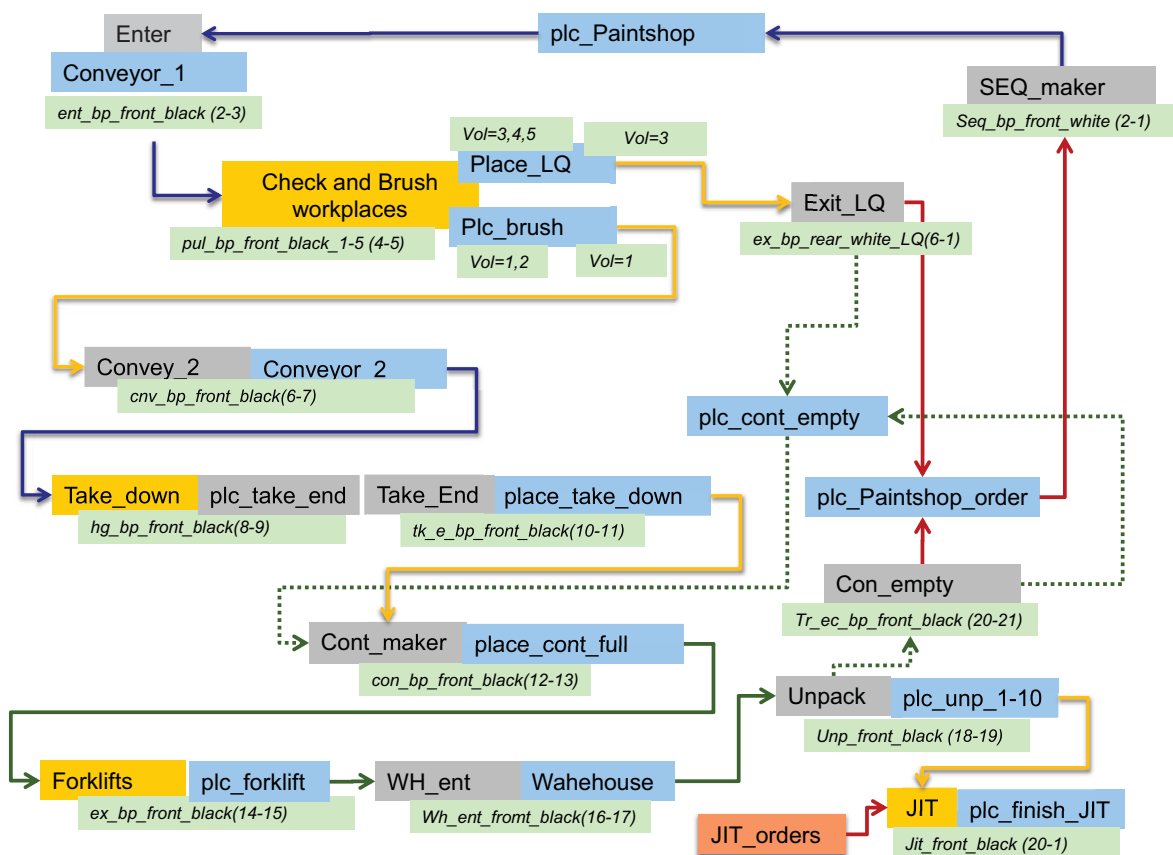 Enter
plc_Paintshop
Conveyor_1
SEQ_maker
ent_bp_front_black (2-3)
Seq_bp_front_white (2-1)
Vol=3,4,5
Vol=3
Place_LQ
Check and Brush
workplaces
Exit_LQ
Plc_brush
pul_bp_front_black_1-5 (4-5)
ex_bp_rear_white_LQ(6-1)
Vol=1,2
Vol=1
Convey_2
Conveyor_2
cnv_bp_front_black(6-7)
plc_cont_empty
Take_down
plc_take_end
Take_End
place_take_down
plc_Paintshop_order
hg_bp_front_black(8-9)
tk_e_bp_front_black(10-11)
Con_empty
Tr_ec_bp_front_black (20-21)
Cont_maker
place_cont_full
con_bp_front_black(12-13)
Unpack
plc_unp_1-10
Unp_front_black (18-19)
Forklifts
plc_forklift
WH_ent
Wahehouse
ex_bp_front_black(14-15)
Wh_ent_fromt_black(16-17)
JIT
plc_finish_JIT
JIT_orders
Jit_front_black (20-1)